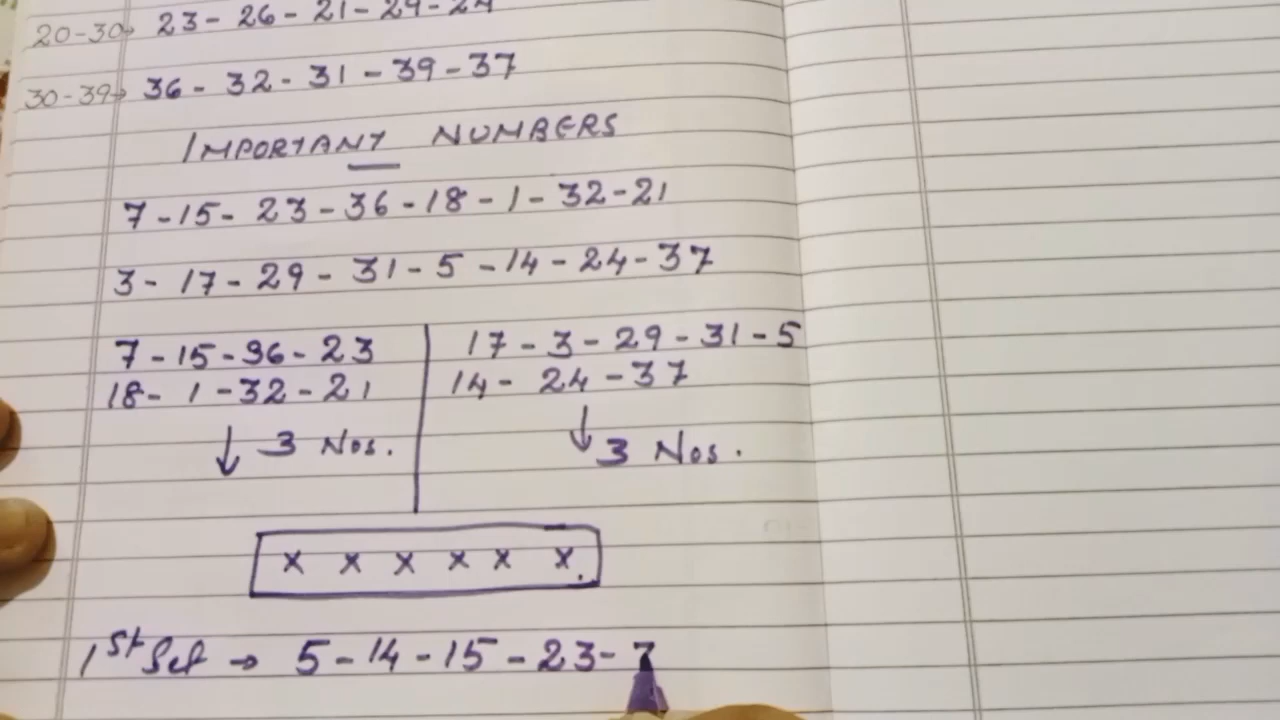 20-30→ 23 - 26 - 21 - 29 - 24
30-39→ 36 - 32 - 31 - 39 - 37
IMPORTANT NUMBERS
7 - 15 - 23 - 36 - 18 - 1 - 32 - 21
3 - 17 - 29 - 31 - 5 - 14 - 24 - 37
7 - 15 - 36 - 23
18 - 1 - 32 - 21
↓ 3 Nos.
17 - 3 - 29 - 31 - 5
14 - 24 - 37
↓ 3 Nos.
x x x x x x.
1st Set → 5 - 14 - 15 - 23 -